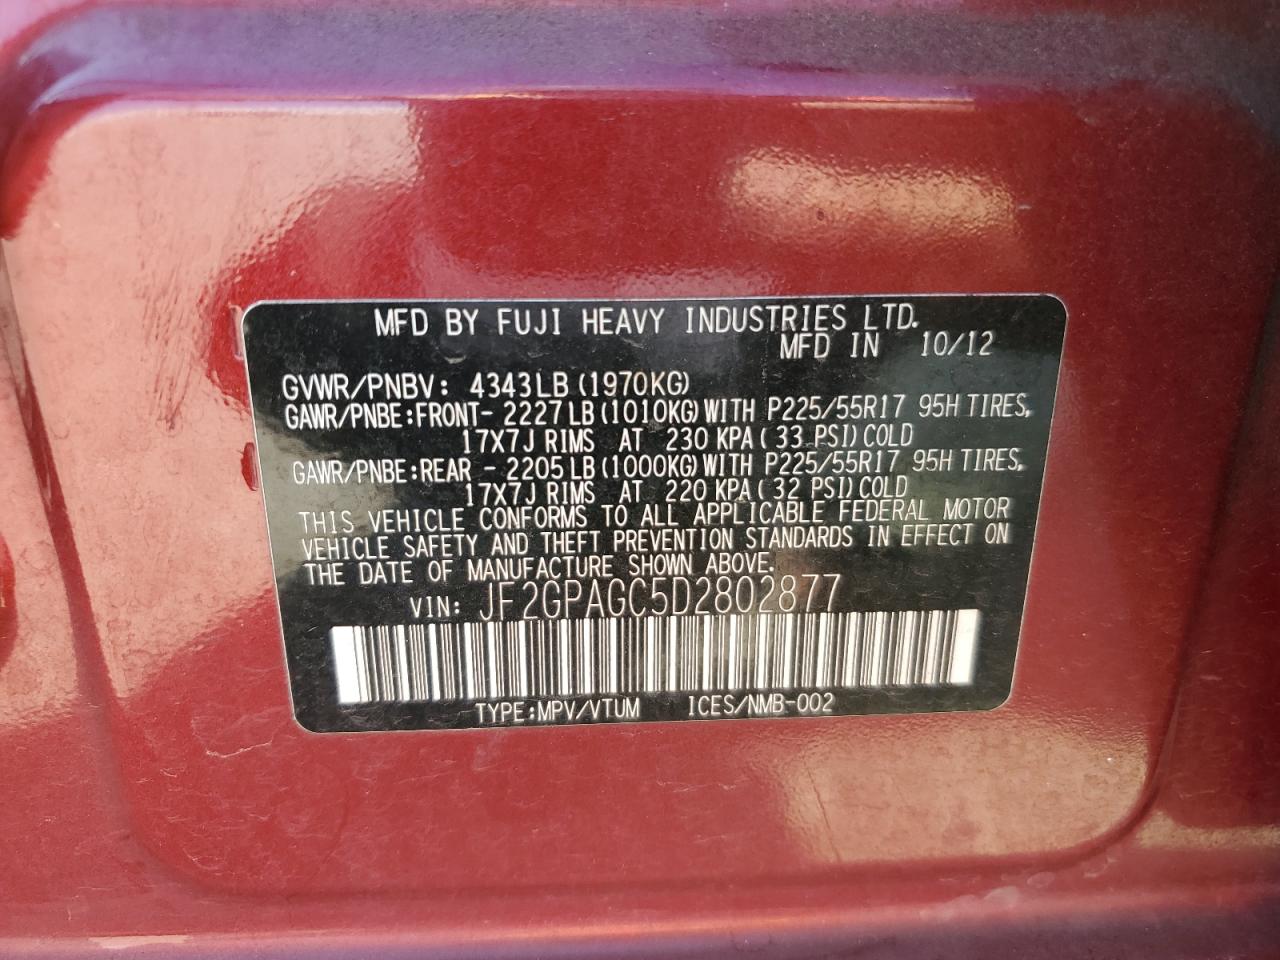 MFD BY FUJI HEAVY INDUSTRIES LTD.
MFD IN 10/12
GVWR/PNBV: 4343LB (1970KG)
GAWR/PNBE:FRONT- 2227LB (1010KG) WITH P225/55R17 95H TIRES,
17X7J RIMS AT 230 KPA ( 33 PSI) COLD
GAWR/PNBE:REAR - 2205LB (1000KG) WITH P225/55R17 95H TIRES,
17X7J RIMS AT 220 KPA ( 32 PSI) COLD
THIS VEHICLE CONFORMS TO ALL APPLICABLE FEDERAL MOTOR
VEHICLE SAFETY AND THEFT PREVENTION STANDARDS IN EFFECT ON
THE DATE OF MANUFACTURE SHOWN ABOVE.
VIN: JF2GPAGC5D2802877
TYPE:MPV/VTUM ICES/NMB-002